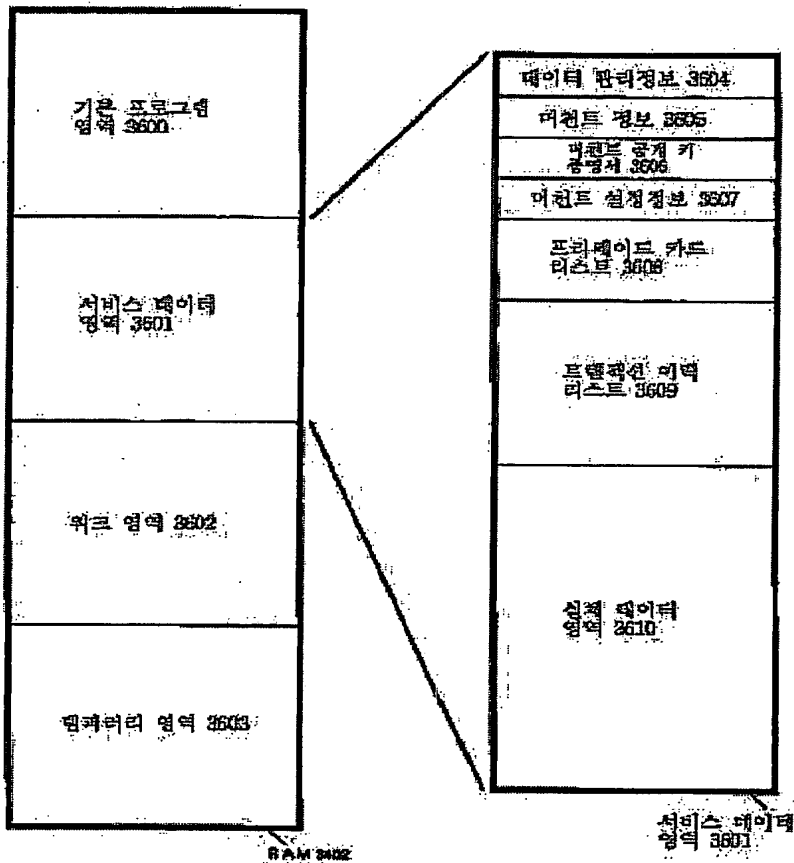 기본 프로그램
영역 3600
서비스 데이터
영역 3601
워크 영역 3602
템퍼러리 영역 3603
RAM 3402
데이터 관리정보 3604
머천트 정보 3605
머천트 공개 키
증명서 3606
머천트 설정정보 3607
프리페이드 카드
리스트 3608
트랜잭션 이력
리스트 3609
실제 데이터
영역 3610
서비스 데이터
영역 3601